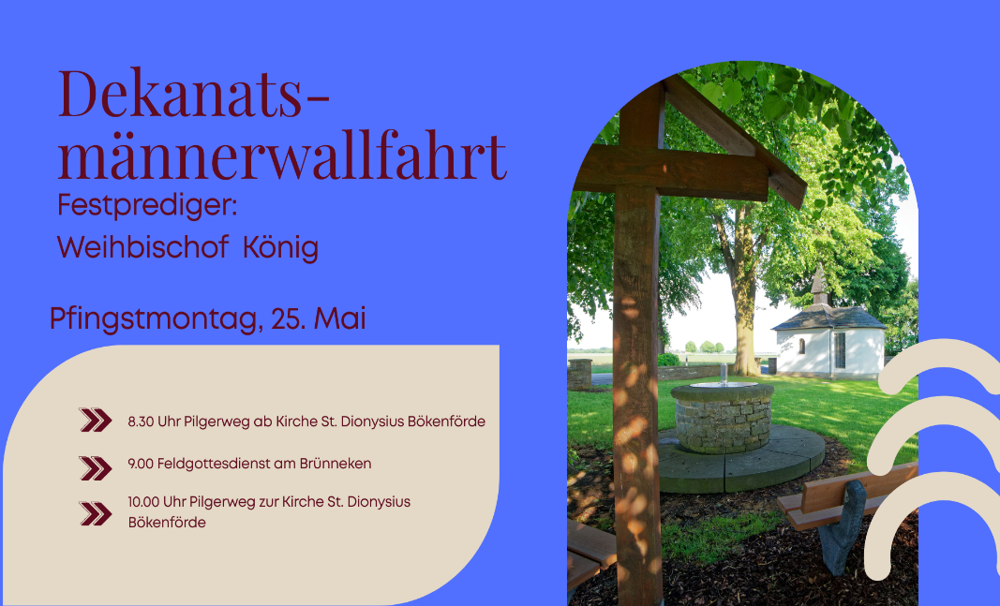 Dekanats-
männerwallfahrt
Festprediger:
Weihbischof König
Pfingstmontag, 25. Mai
8.30 Uhr Pilgerweg ab Kirche St. Dionysius Bökenförde
9.00 Feldgottesdienst am Brünneken
10.00 Uhr Pilgerweg zur Kirche St. Dionysius
Bökenförde